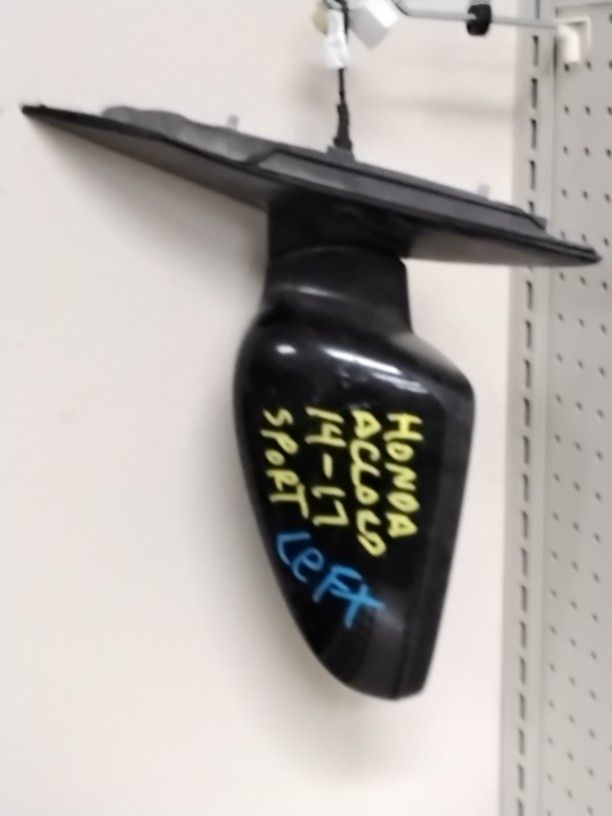 HONDA
ACCORD
14-17
SPORT
LEFT